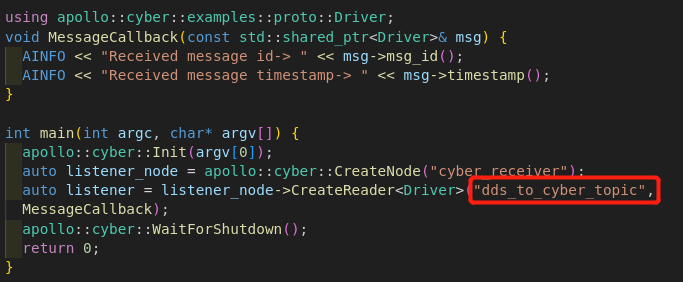 using apollo::cyber::examples::proto::Driver;
void MessageCallback(const std::shared_ptr<Driver>& msg) {
  AINFO << "Received message id-> " << msg->msg_id();
  AINFO << "Received message timestamp-> " << msg->timestamp();
}

int main(int argc, char* argv[]) {
  apollo::cyber::Init(argv[0]);
  auto listener_node = apollo::cyber::CreateNode("cyber_receiver");
  auto listener = listener_node->CreateReader<Driver>("dds_to_cyber_topic",
  MessageCallback);
  apollo::cyber::WaitForShutdown();
  return 0;
}